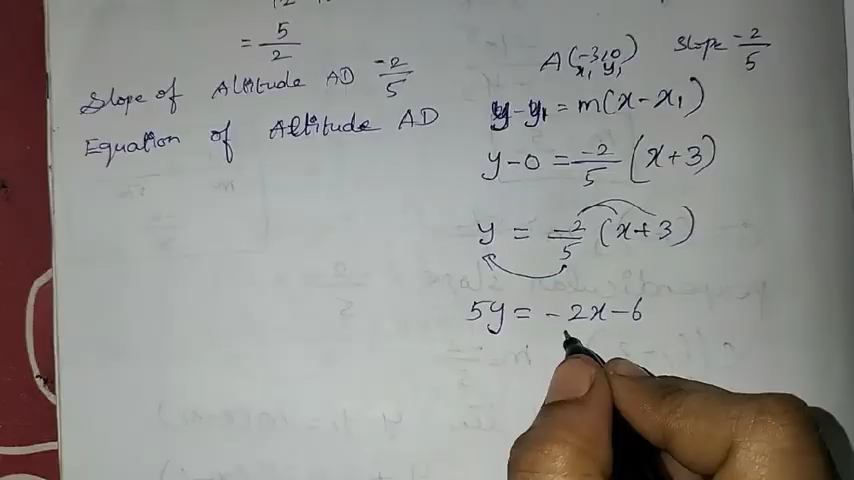 = 5/2
Slope of Altitude AD -2/5
Equation of Altitude AD
A(-3,0) Slope -2/5
x₁ y₁
y-y₁ = m(x-x₁)
y-0 = -2/5 (x+3)
y = -2/5 (x+3)
5y = -2x-6